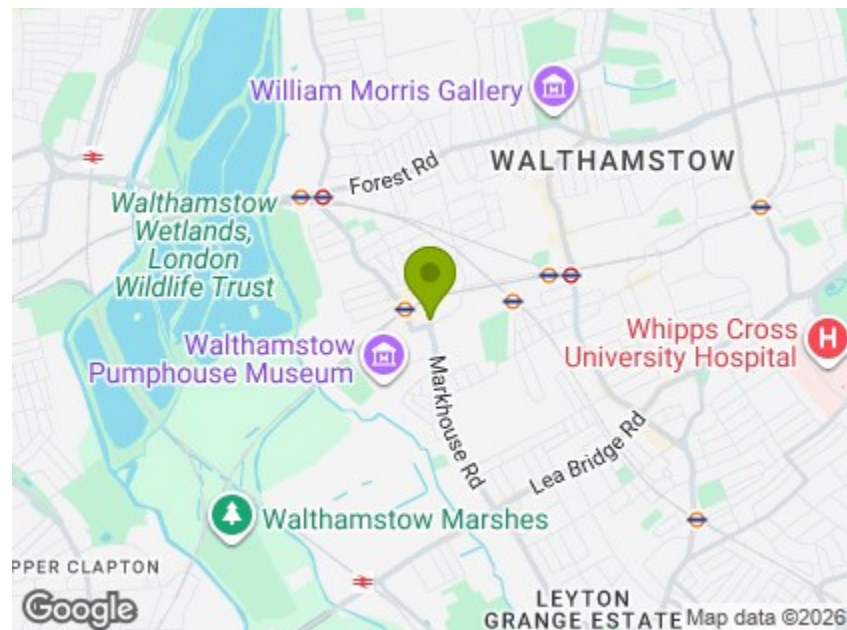 William Morris Gallery
WALTHAMSTOW
Forest Rd
Walthamstow
Wetlands,
London
Wildlife Trust
Whipps Cross
University Hospital
H
Walthamstow
Pumphouse Museum
Markhouse Rd
Lea Bridge Rd
Walthamstow Marshes
PPER CLAPTON
LEYTON
GRANGE ESTATE
Google
Map data ©2026